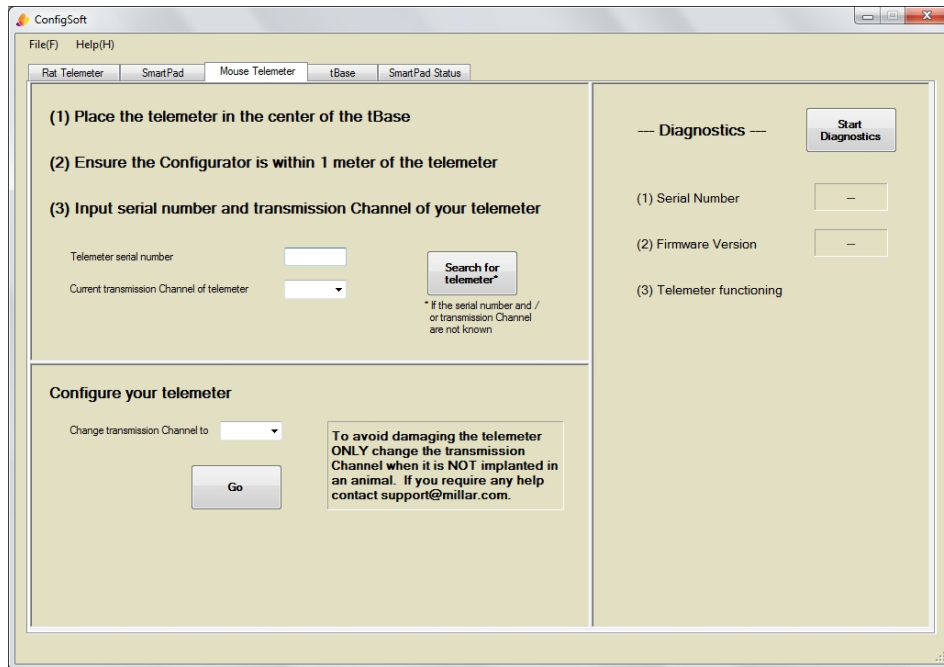 ConfigSoft
File(F) Help(H)
Rat Telemeter SmartPad Mouse Telemeter tBase SmartPad Status
(1) Place the telemeter in the center of the tBase
(2) Ensure the Configurator is within 1 meter of the telemeter
(3) Input serial number and transmission Channel of your telemeter
Telemeter serial number
Current transmission Channel of telemeter
Search for
telemeter*
* If the serial number and /
or transmission Channel
are not known
Configure your telemeter
Change transmission Channel to
Go
To avoid damaging the telemeter
ONLY change the transmission
Channel when it is NOT implanted in
an animal. If you require any help
contact support@millar.com.
--- Diagnostics ---
Start
Diagnostics
(1) Serial Number --
(2) Firmware Version --
(3) Telemeter functioning